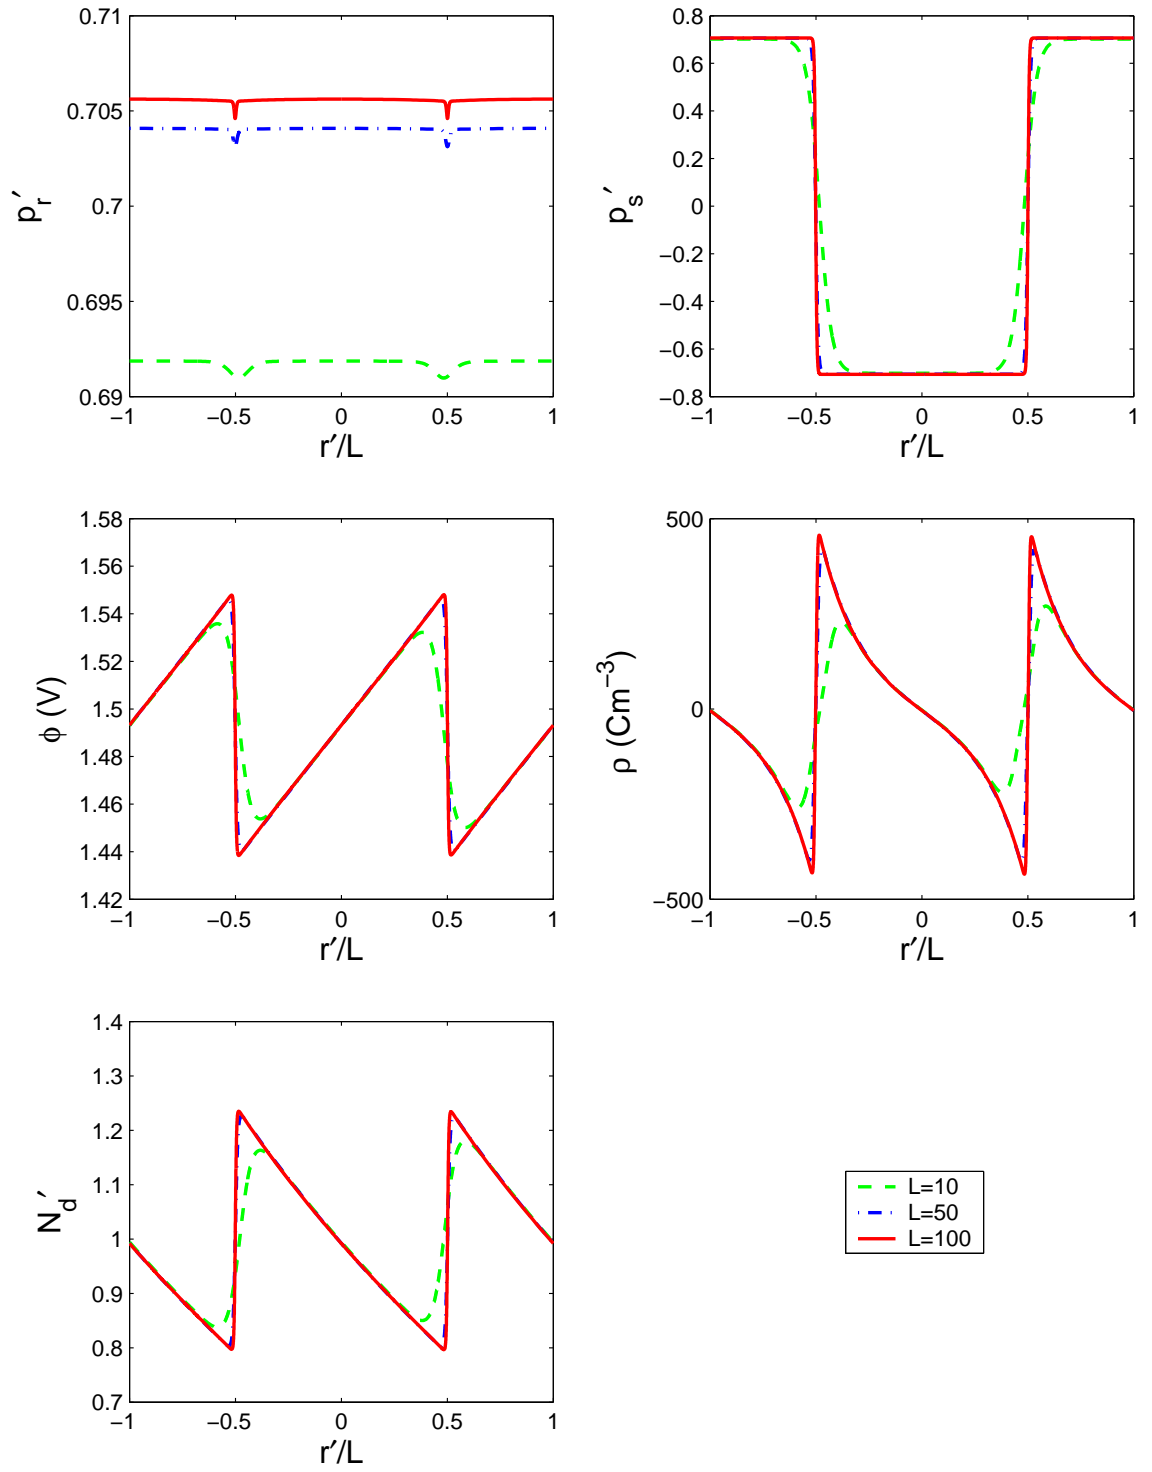 0.71
0.705
0.7
0.695
0.69
p_r′
−1 −0.5 0 0.5 1
r′/L
0.8
0.6
0.4
0.2
0
−0.2
−0.4
−0.6
−0.8
p_s′
−1 −0.5 0 0.5 1
r′/L
1.58
1.56
1.54
1.52
1.5
1.48
1.46
1.44
1.42
ϕ (V)
−1 −0.5 0 0.5 1
r′/L
500
0
−500
ρ (Cm⁻³)
−1 −0.5 0 0.5 1
r′/L
1.4
1.3
1.2
1.1
1
0.9
0.8
0.7
N_d′
−1 −0.5 0 0.5 1
r′/L
L=10
L=50
L=100